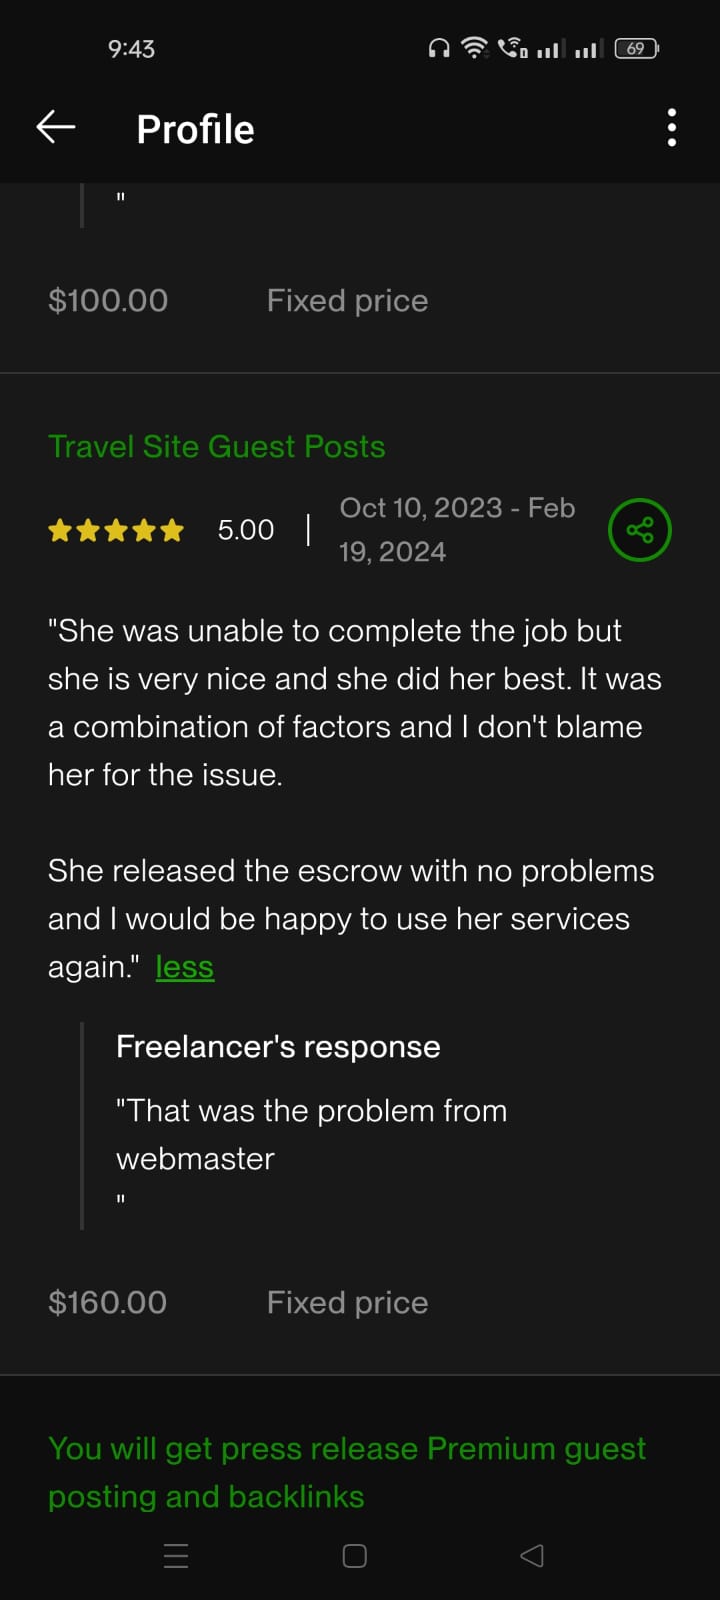 9:43
69
Profile
"
$100.00 Fixed price
Travel Site Guest Posts
5.00 | Oct 10, 2023 - Feb
19, 2024
"She was unable to complete the job but
she is very nice and she did her best. It was
a combination of factors and I don't blame
her for the issue.
She released the escrow with no problems
and I would be happy to use her services
again." less
Freelancer's response
"That was the problem from
webmaster
"
$160.00 Fixed price
You will get press release Premium guest
posting and backlinks